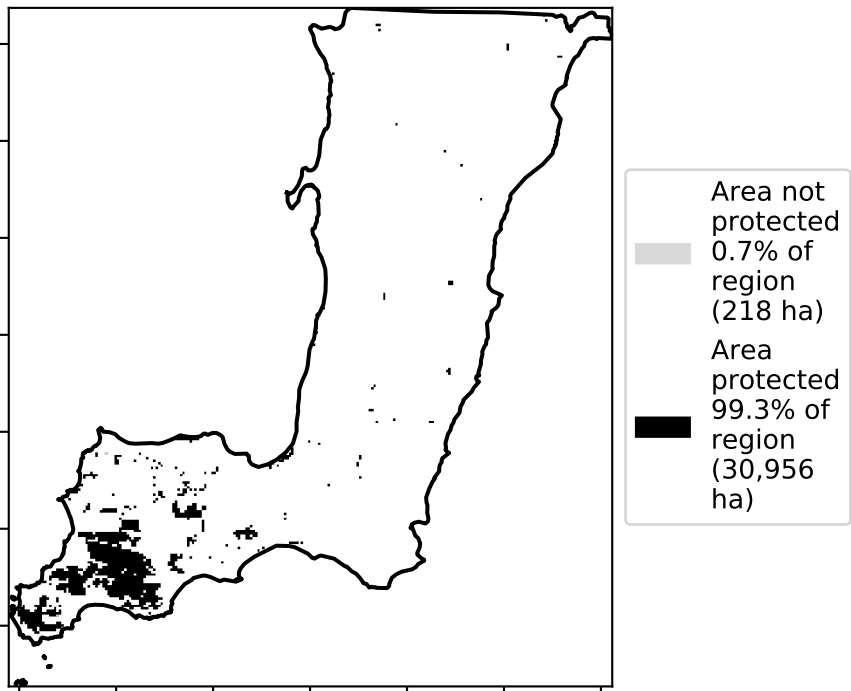 Area not
protected
0.7% of
region
(218 ha)
Area
protected
99.3% of
region
(30,956
ha)